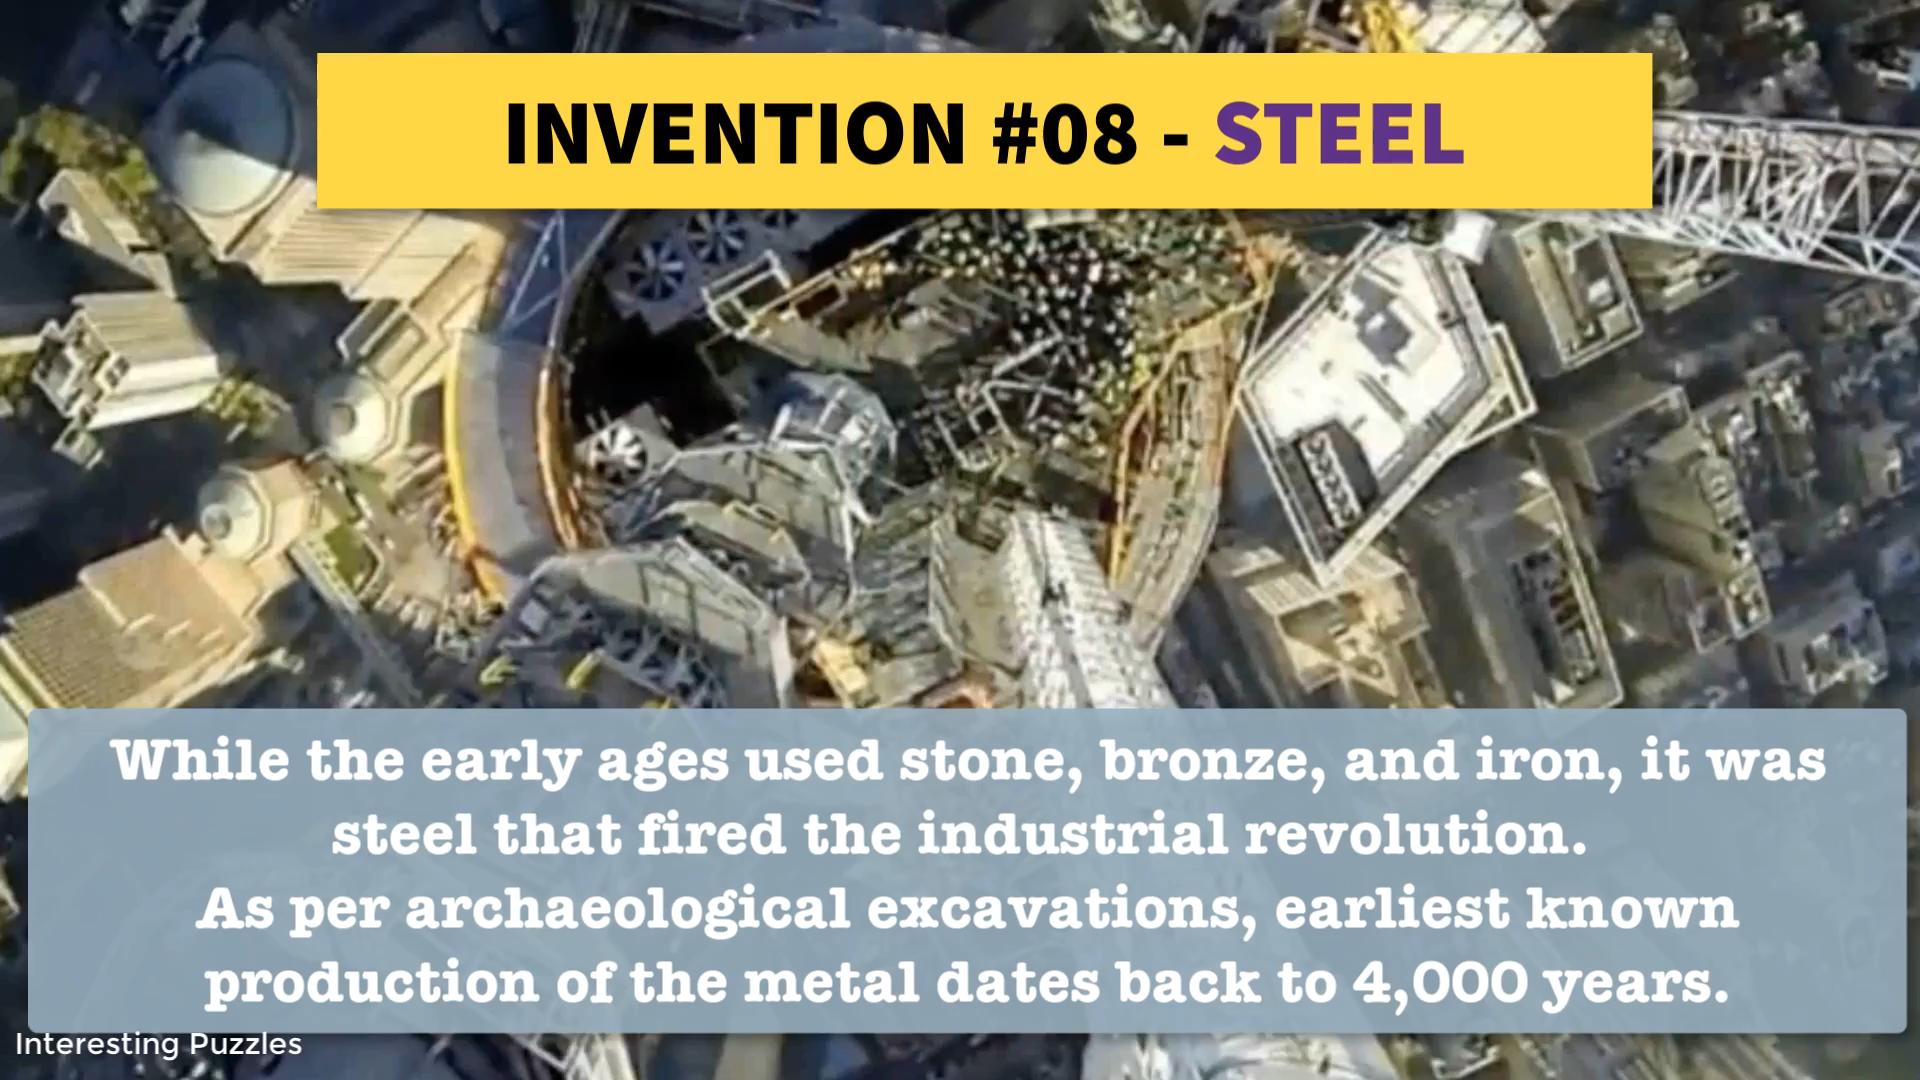 INVENTION #08 - STEEL
While the early ages used stone, bronze, and iron, it was
steel that fired the industrial revolution.
As per archaeological excavations, earliest known
production of the metal dates back to 4,000 years.
Interesting Puzzles